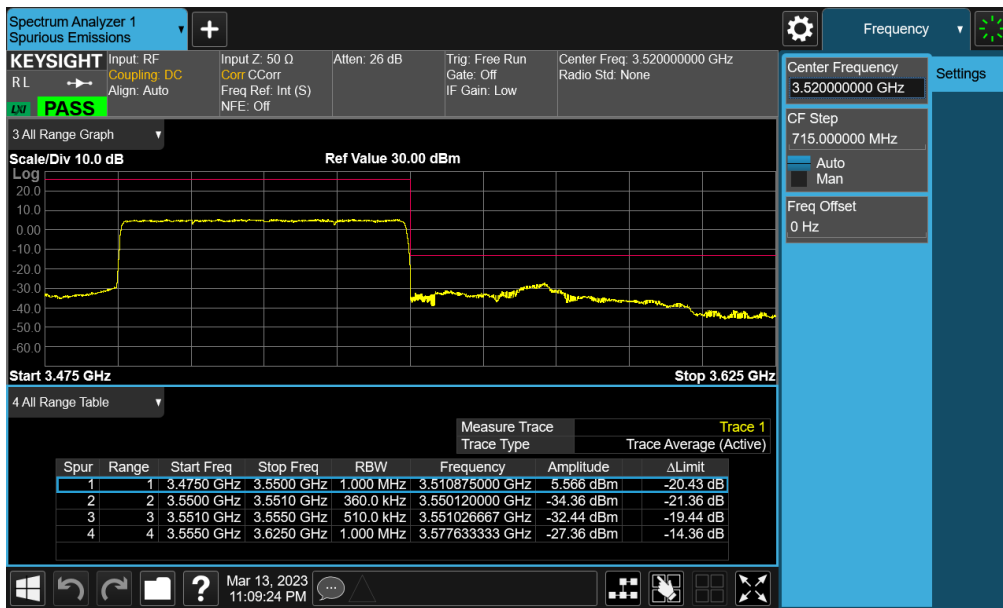 Spectrum Analyzer 1
Spurious Emissions
Frequency
KEYSIGHT
Input: RF
Coupling: DC
Align: Auto
Input Z: 50 Ω
Corr CCorr
Freq Ref: Int (S)
NFE: Off
Atten: 26 dB
Trig: Free Run
Gate: Off
IF Gain: Low
Center Freq: 3.520000000 GHz
Radio Std: None
R L
LXI PASS
Center Frequency
3.520000000 GHz
Settings
CF Step
715.000000 MHz
Auto
Man
Freq Offset
0 Hz
3 All Range Graph
Scale/Div 10.0 dB
Ref Value 30.00 dBm
Log
20.0
10.0
0.00
-10.0
-20.0
-30.0
-40.0
-50.0
-60.0
Start 3.475 GHz
Stop 3.625 GHz
4 All Range Table
Measure Trace Trace 1
Trace Type Trace Average (Active)
Spur Range Start Freq Stop Freq RBW Frequency Amplitude ΔLimit
1 1 3.4750 GHz 3.5500 GHz 1.000 MHz 3.510875000 GHz 5.566 dBm -20.43 dB
2 2 3.5500 GHz 3.5510 GHz 360.0 kHz 3.550120000 GHz -34.36 dBm -21.36 dB
3 3 3.5510 GHz 3.5550 GHz 510.0 kHz 3.551026667 GHz -32.44 dBm -19.44 dB
4 4 3.5550 GHz 3.6250 GHz 1.000 MHz 3.577633333 GHz -27.36 dBm -14.36 dB
?
Mar 13, 2023
11:09:24 PM